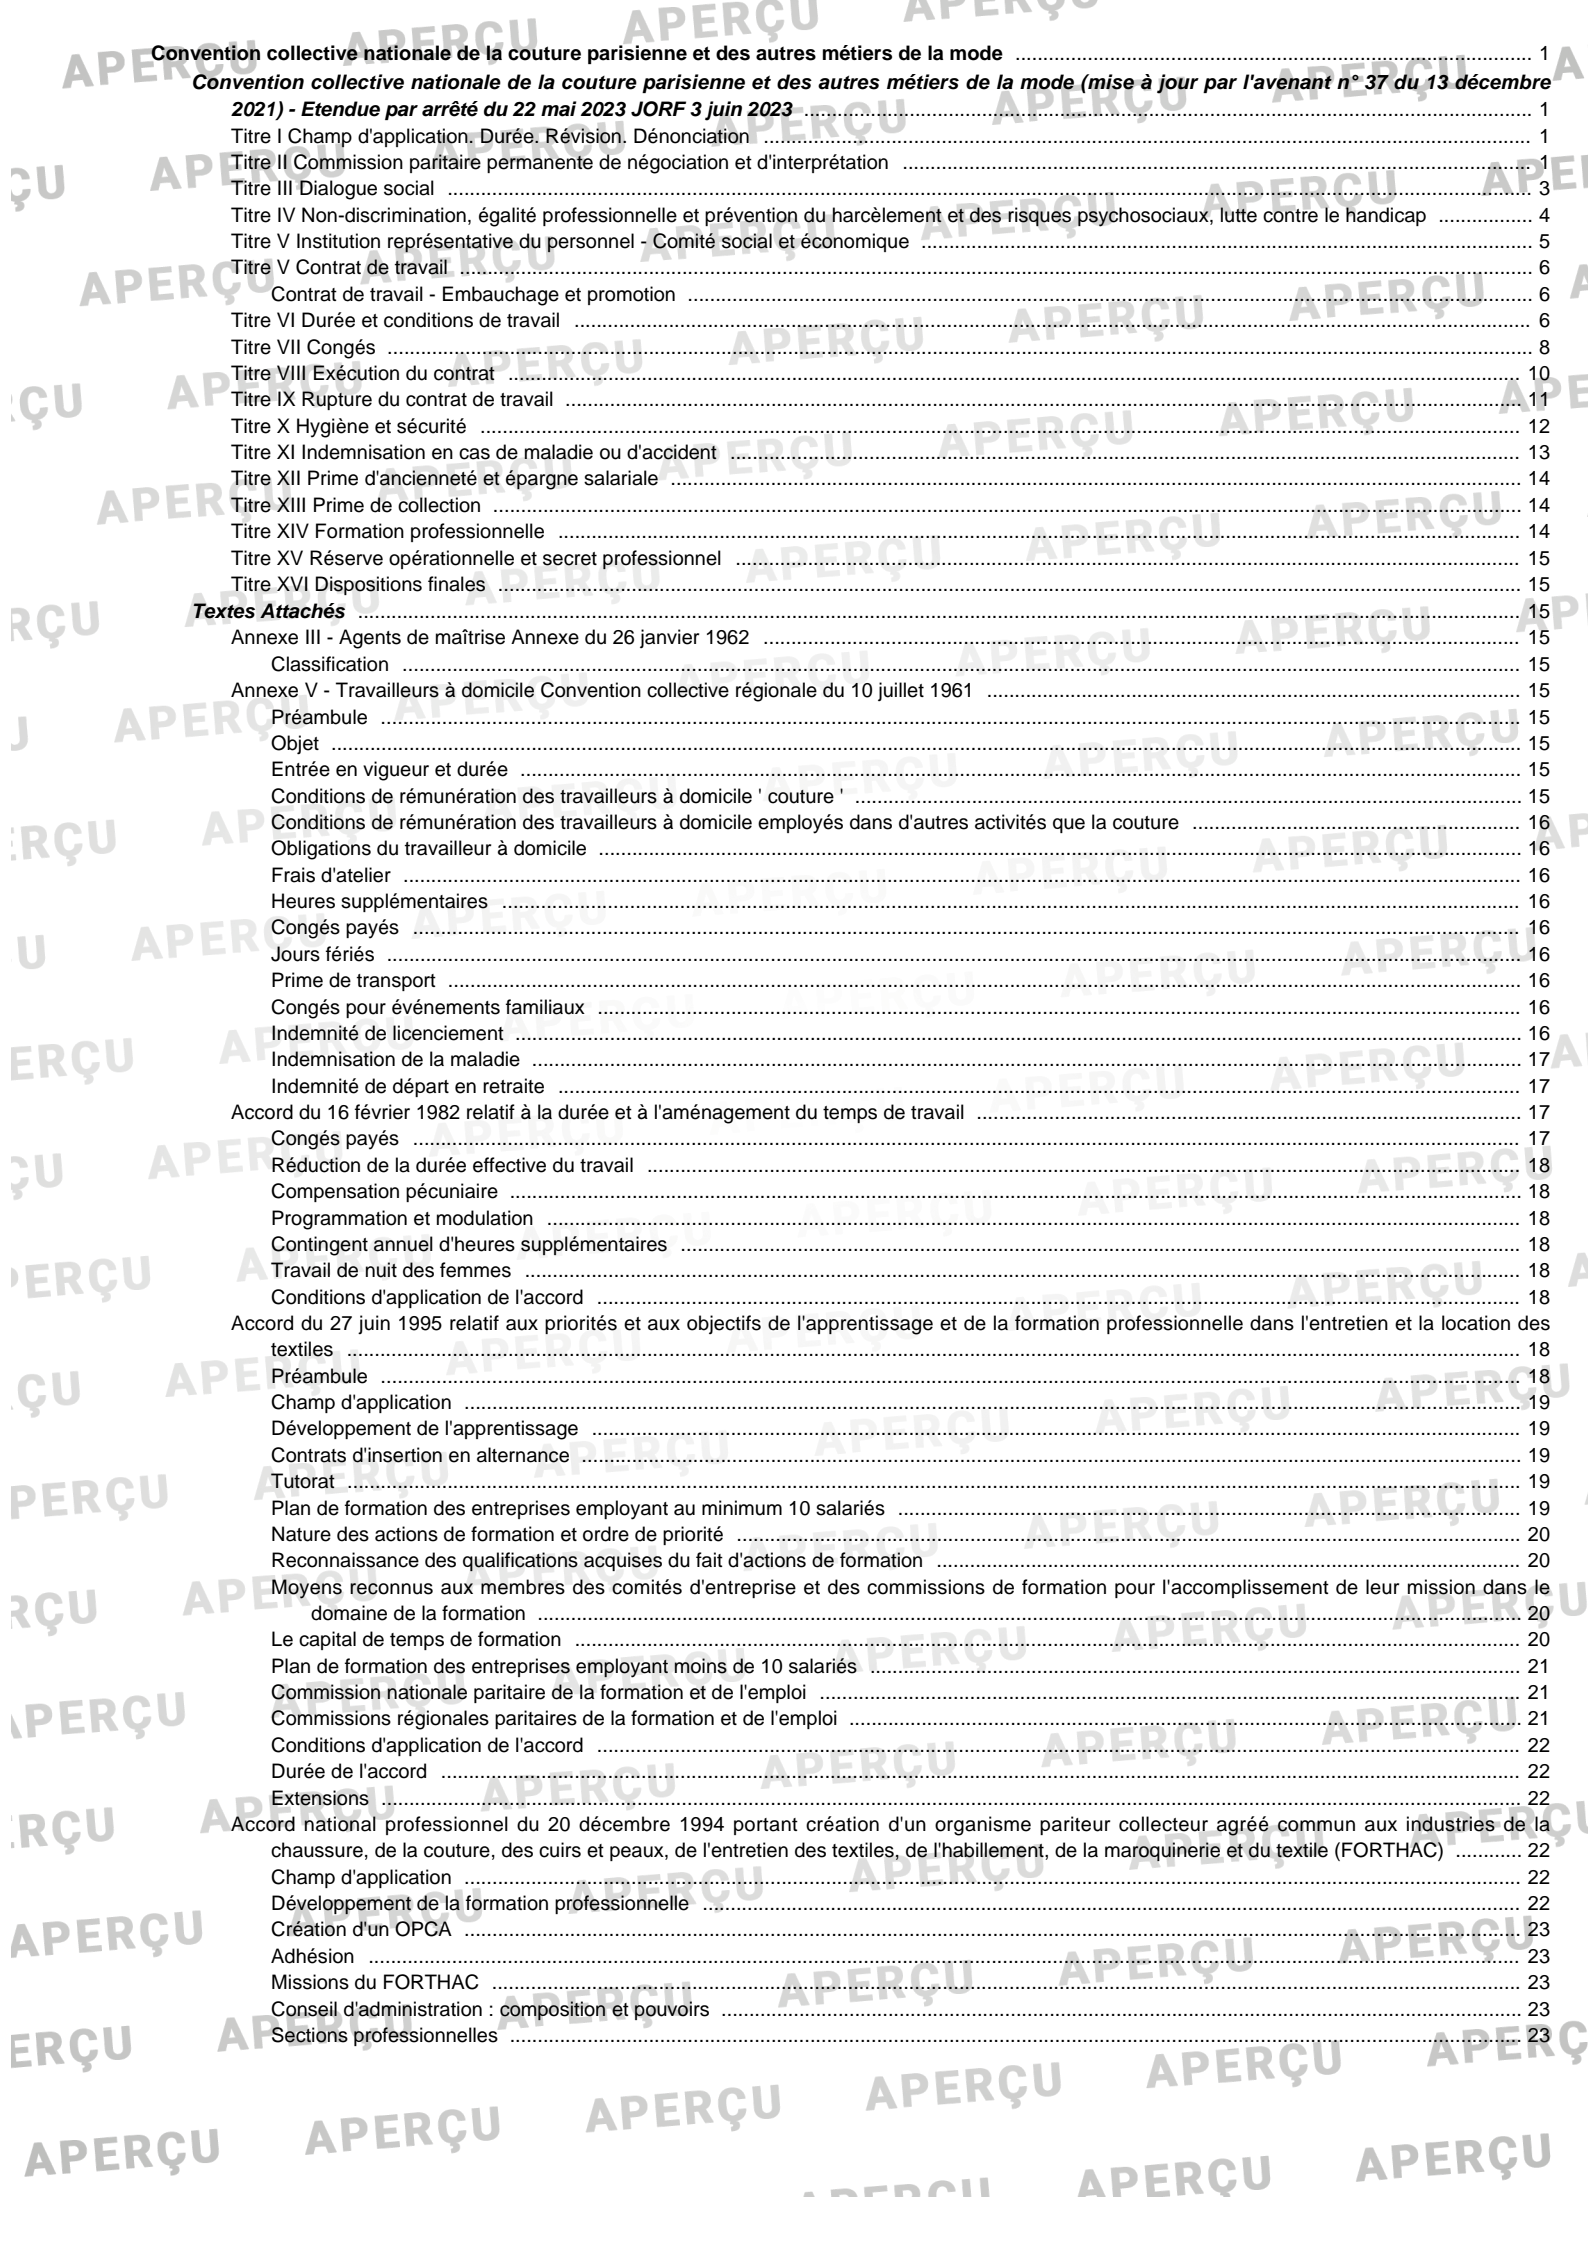 Convention collective nationale de la couture parisienne et des autres métiers de la mode ... 1
Convention collective nationale de la couture parisienne et des autres métiers de la mode (mise à jour par l'avenant n° 37 du 13 décembre
2021) - Etendue par arrêté du 22 mai 2023 JORF 3 juin 2023 ... 1
Titre I Champ d'application. Durée. Révision. Dénonciation ... 1
Titre II Commission paritaire permanente de négociation et d'interprétation ... 1
Titre III Dialogue social ... 3
Titre IV Non-discrimination, égalité professionnelle et prévention du harcèlement et des risques psychosociaux, lutte contre le handicap ... 4
Titre V Institution représentative du personnel - Comité social et économique ... 5
Titre V Contrat de travail ... 6
Contrat de travail - Embauchage et promotion ... 6
Titre VI Durée et conditions de travail ... 6
Titre VII Congés ... 8
Titre VIII Exécution du contrat ... 10
Titre IX Rupture du contrat de travail ... 11
Titre X Hygiène et sécurité ... 12
Titre XI Indemnisation en cas de maladie ou d'accident ... 13
Titre XII Prime d'ancienneté et épargne salariale ... 14
Titre XIII Prime de collection ... 14
Titre XIV Formation professionnelle ... 14
Titre XV Réserve opérationnelle et secret professionnel ... 15
Titre XVI Dispositions finales ... 15
Textes Attachés ... 15
Annexe III - Agents de maîtrise Annexe du 26 janvier 1962 ... 15
Classification ... 15
Annexe V - Travailleurs à domicile Convention collective régionale du 10 juillet 1961 ... 15
Préambule ... 15
Objet ... 15
Entrée en vigueur et durée ... 15
Conditions de rémunération des travailleurs à domicile ' couture ' ... 15
Conditions de rémunération des travailleurs à domicile employés dans d'autres activités que la couture ... 16
Obligations du travailleur à domicile ... 16
Frais d'atelier ... 16
Heures supplémentaires ... 16
Congés payés ... 16
Jours fériés ... 16
Prime de transport ... 16
Congés pour événements familiaux ... 16
Indemnité de licenciement ... 16
Indemnisation de la maladie ... 17
Indemnité de départ en retraite ... 17
Accord du 16 février 1982 relatif à la durée et à l'aménagement du temps de travail ... 17
Congés payés ... 17
Réduction de la durée effective du travail ... 18
Compensation pécuniaire ... 18
Programmation et modulation ... 18
Contingent annuel d'heures supplémentaires ... 18
Travail de nuit des femmes ... 18
Conditions d'application de l'accord ... 18
Accord du 27 juin 1995 relatif aux priorités et aux objectifs de l'apprentissage et de la formation professionnelle dans l'entretien et la location des
textiles ... 18
Préambule ... 18
Champ d'application ... 19
Développement de l'apprentissage ... 19
Contrats d'insertion en alternance ... 19
Tutorat ... 19
Plan de formation des entreprises employant au minimum 10 salariés ... 19
Nature des actions de formation et ordre de priorité ... 20
Reconnaissance des qualifications acquises du fait d'actions de formation ... 20
Moyens reconnus aux membres des comités d'entreprise et des commissions de formation pour l'accomplissement de leur mission dans le
domaine de la formation ... 20
Le capital de temps de formation ... 20
Plan de formation des entreprises employant moins de 10 salariés ... 21
Commission nationale paritaire de la formation et de l'emploi ... 21
Commissions régionales paritaires de la formation et de l'emploi ... 21
Conditions d'application de l'accord ... 22
Durée de l'accord ... 22
Extensions ... 22
Accord national professionnel du 20 décembre 1994 portant création d'un organisme pariteur collecteur agréé commun aux industries de la
chaussure, de la couture, des cuirs et peaux, de l'entretien des textiles, de l'habillement, de la maroquinerie et du textile (FORTHAC) ... 22
Champ d'application ... 22
Développement de la formation professionnelle ... 22
Création d'un OPCA ... 23
Adhésion ... 23
Missions du FORTHAC ... 23
Conseil d'administration : composition et pouvoirs ... 23
Sections professionnelles ... 23
APERÇU